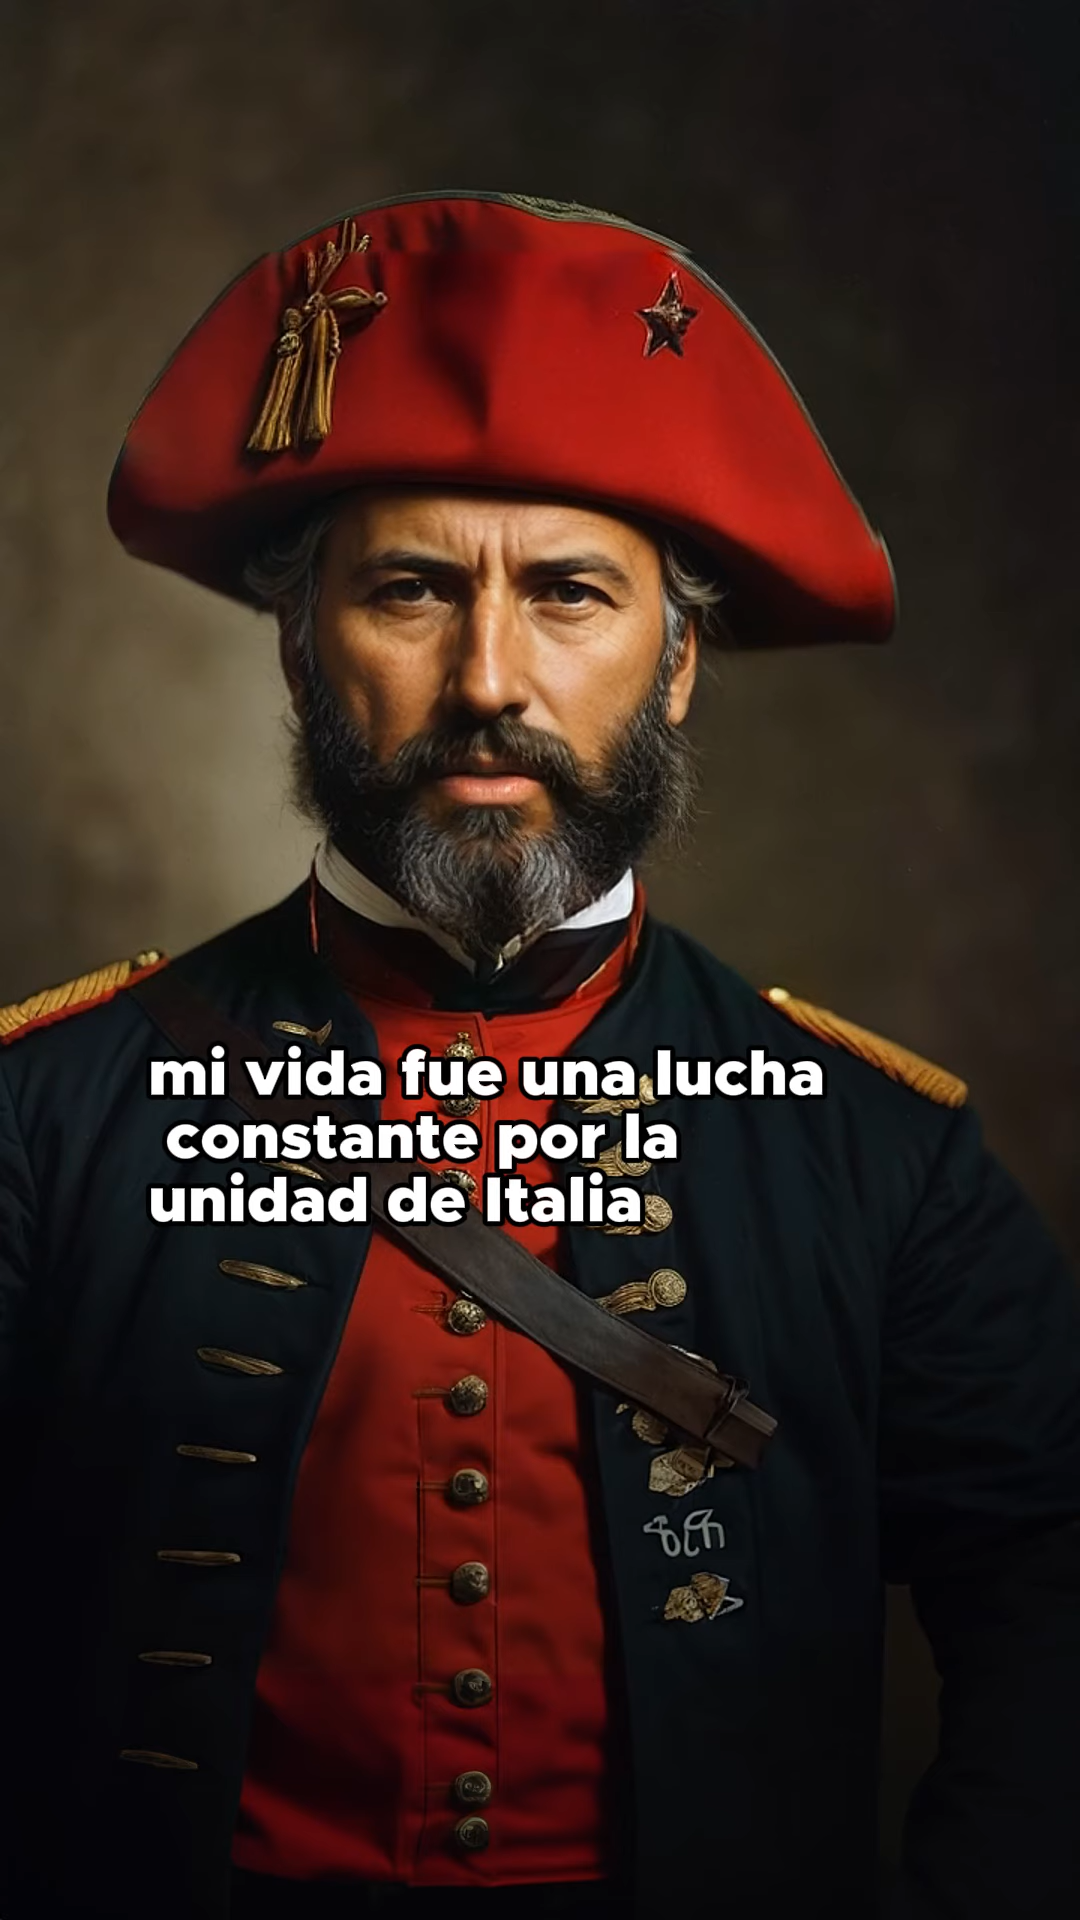 mi vida fue una lucha
constante por la
unidad de Italia